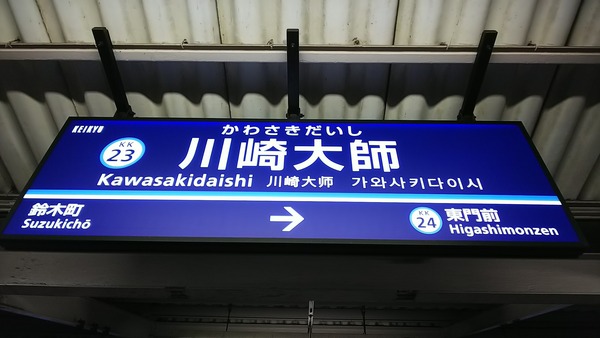 KEIKYU
KK
23
かわさきだいし
川崎大師
Kawasakidaishi 川崎大师 가와사키다이시
鈴木町
Suzukichō
→
KK
24
東門前
Higashimonzen